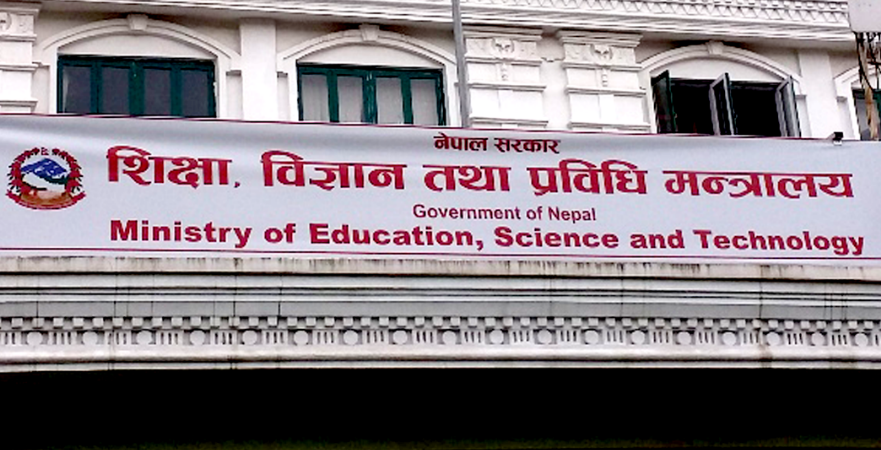 नेपाल सरकार
शिक्षा, विज्ञान तथा प्रविधि मन्त्रालय
Government of Nepal
Ministry of Education, Science and Technology